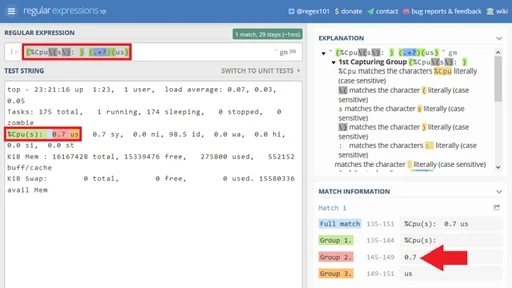 regular expressions 101
@regex101 $ donate contact bug reports & feedback wiki
REGULAR EXPRESSION
1 match, 29 steps (~1ms)
(%Cpu\(s\): )(.+?)(us)
" gm
TEST STRING
SWITCH TO UNIT TESTS
top - 23:21:16 up 1:23, 1 user, load average: 0.07, 0.03,
0.05
Tasks: 175 total, 1 running, 174 sleeping, 0 stopped, 0
zombie
%Cpu(s): 0.7 us, 0.7 sy, 0.0 ni, 98.5 id, 0.0 wa, 0.0 hi,
0.0 si, 0.0 st
KiB Mem : 16167428 total, 15339476 free, 275800 used, 552152
buff/cache
KiB Swap: 0 total, 0 free, 0 used. 15580336
avail Mem
EXPLANATION
" (%Cpu\(s\): )(.+?)(us) " gm
1st Capturing Group (%Cpu\(s\): )
%Cpu matches the characters %Cpu literally
(case sensitive)
\( matches the character ( literally (case
sensitive)
s matches the character s literally (case
sensitive)
\) matches the character ) literally (case
sensitive)
: matches the character : literally (case
sensitive)
matches the character literally (case sensitive)
MATCH INFORMATION
Match 1
Full match 135-151 %Cpu(s): 0.7 us
Group 1. 135-144 %Cpu(s):
Group 2. 145-149 0.7
Group 3. 149-151 us